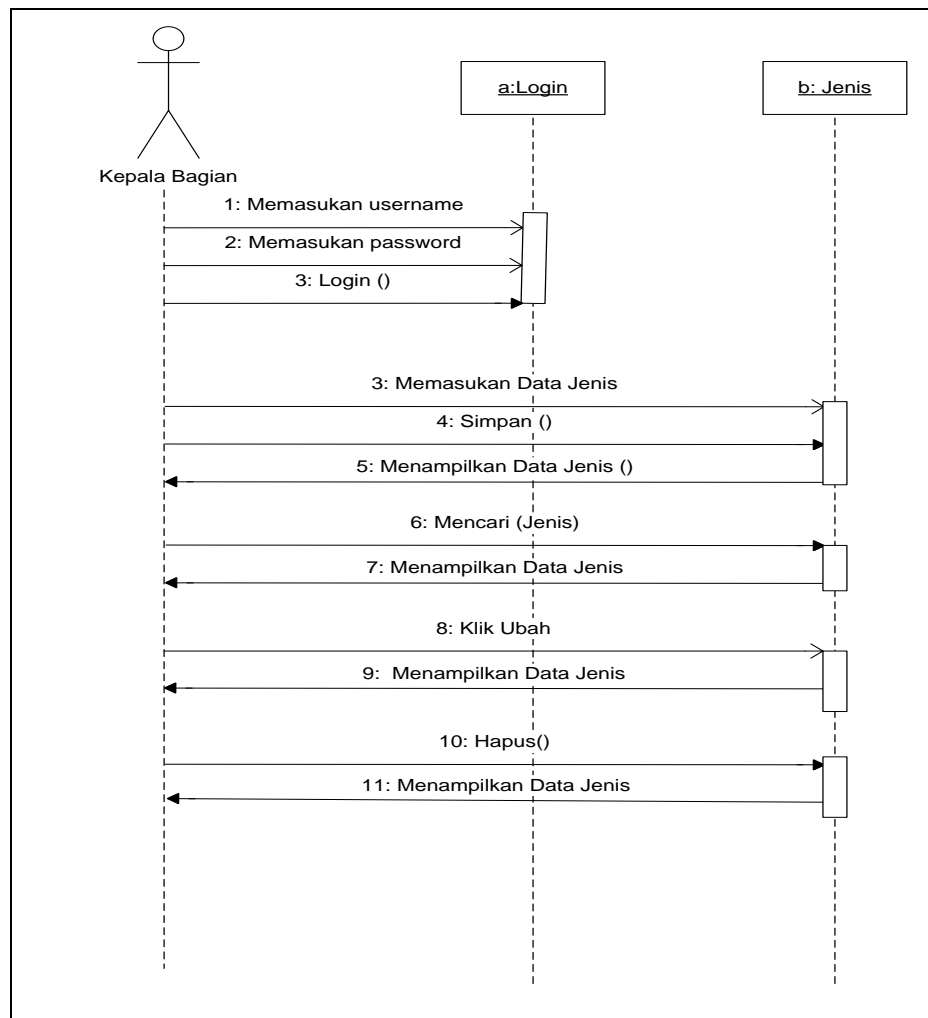 a:Login
b: Jenis
Kepala Bagian
1: Memasukan username
2: Memasukan password
3: Login ()
3: Memasukan Data Jenis
4: Simpan ()
5: Menampilkan Data Jenis ()
6: Mencari (Jenis)
7: Menampilkan Data Jenis
8: Klik Ubah
9:  Menampilkan Data Jenis
10: Hapus()
11: Menampilkan Data Jenis